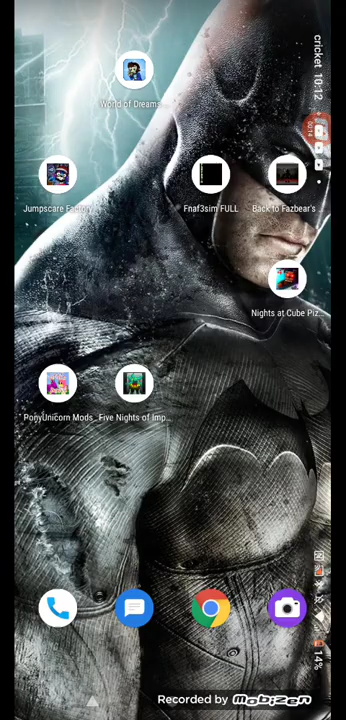 cricket 10:12
World of Dreams
Jumpscare Factory
Fnaf3sim FULL
Back to Fazbear's
Nights at Cube Piz...
PonyUnicorn Mods
Five Nights of Imp...
14%
Recorded by mobizen